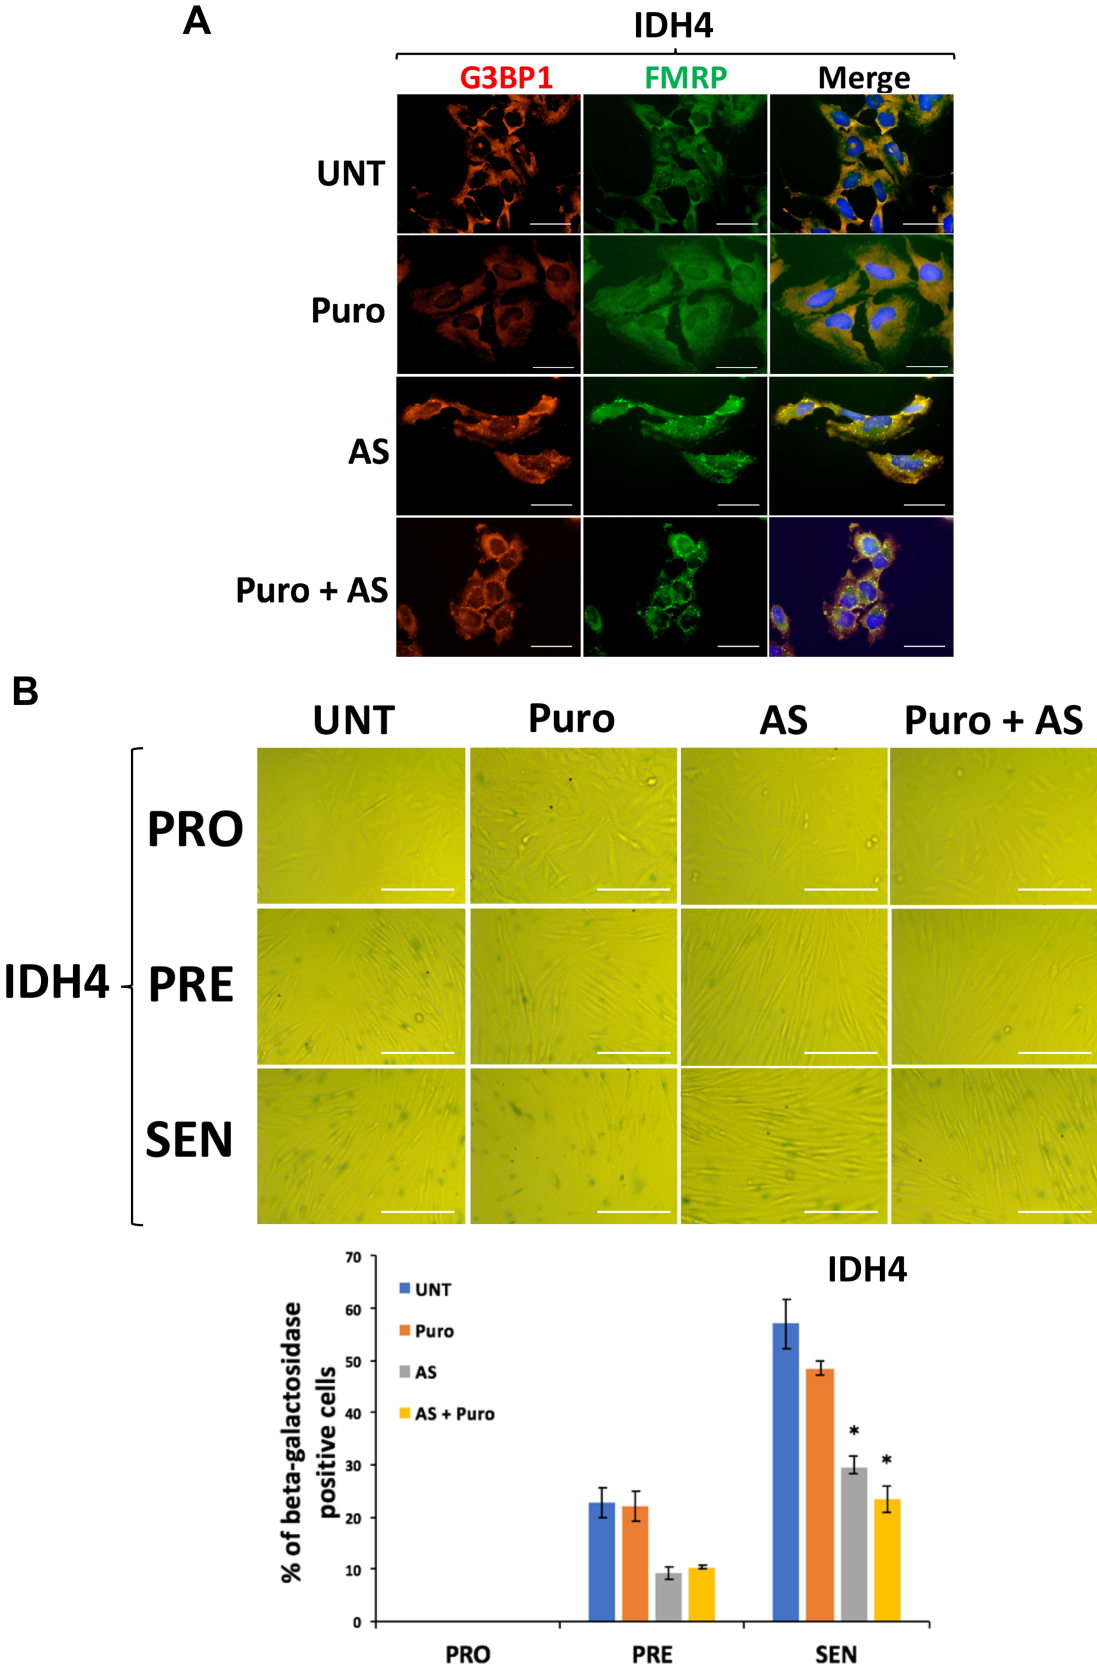 A
IDH4
G3BP1 FMRP Merge
UNT
Puro
AS
Puro + AS
B
UNT Puro AS Puro + AS
IDH4
PRO
PRE
SEN
IDH4
% of beta-galactosidase
positive cells
70
60
50
40
30
20
10
0
UNT
Puro
AS
AS + Puro
*
*
PRO PRE SEN